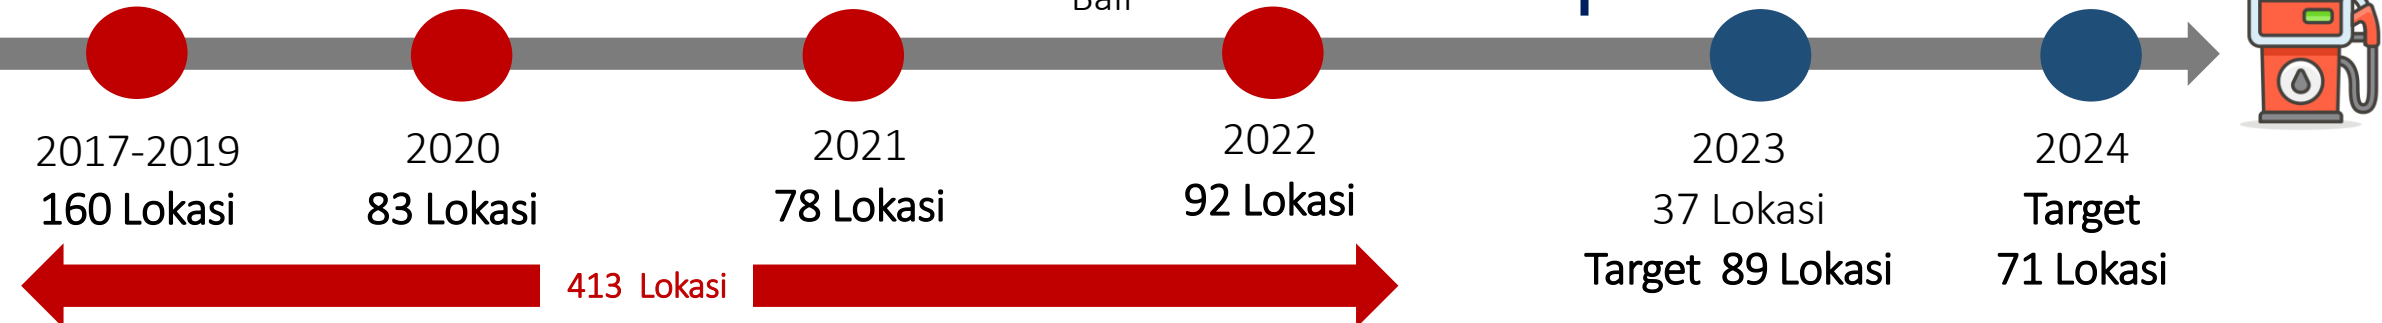 2017-2019
160 Lokasi
2020
83 Lokasi
2021
78 Lokasi
2022
92 Lokasi
413 Lokasi
2023
37 Lokasi
Target 89 Lokasi
2024
Target
71 Lokasi